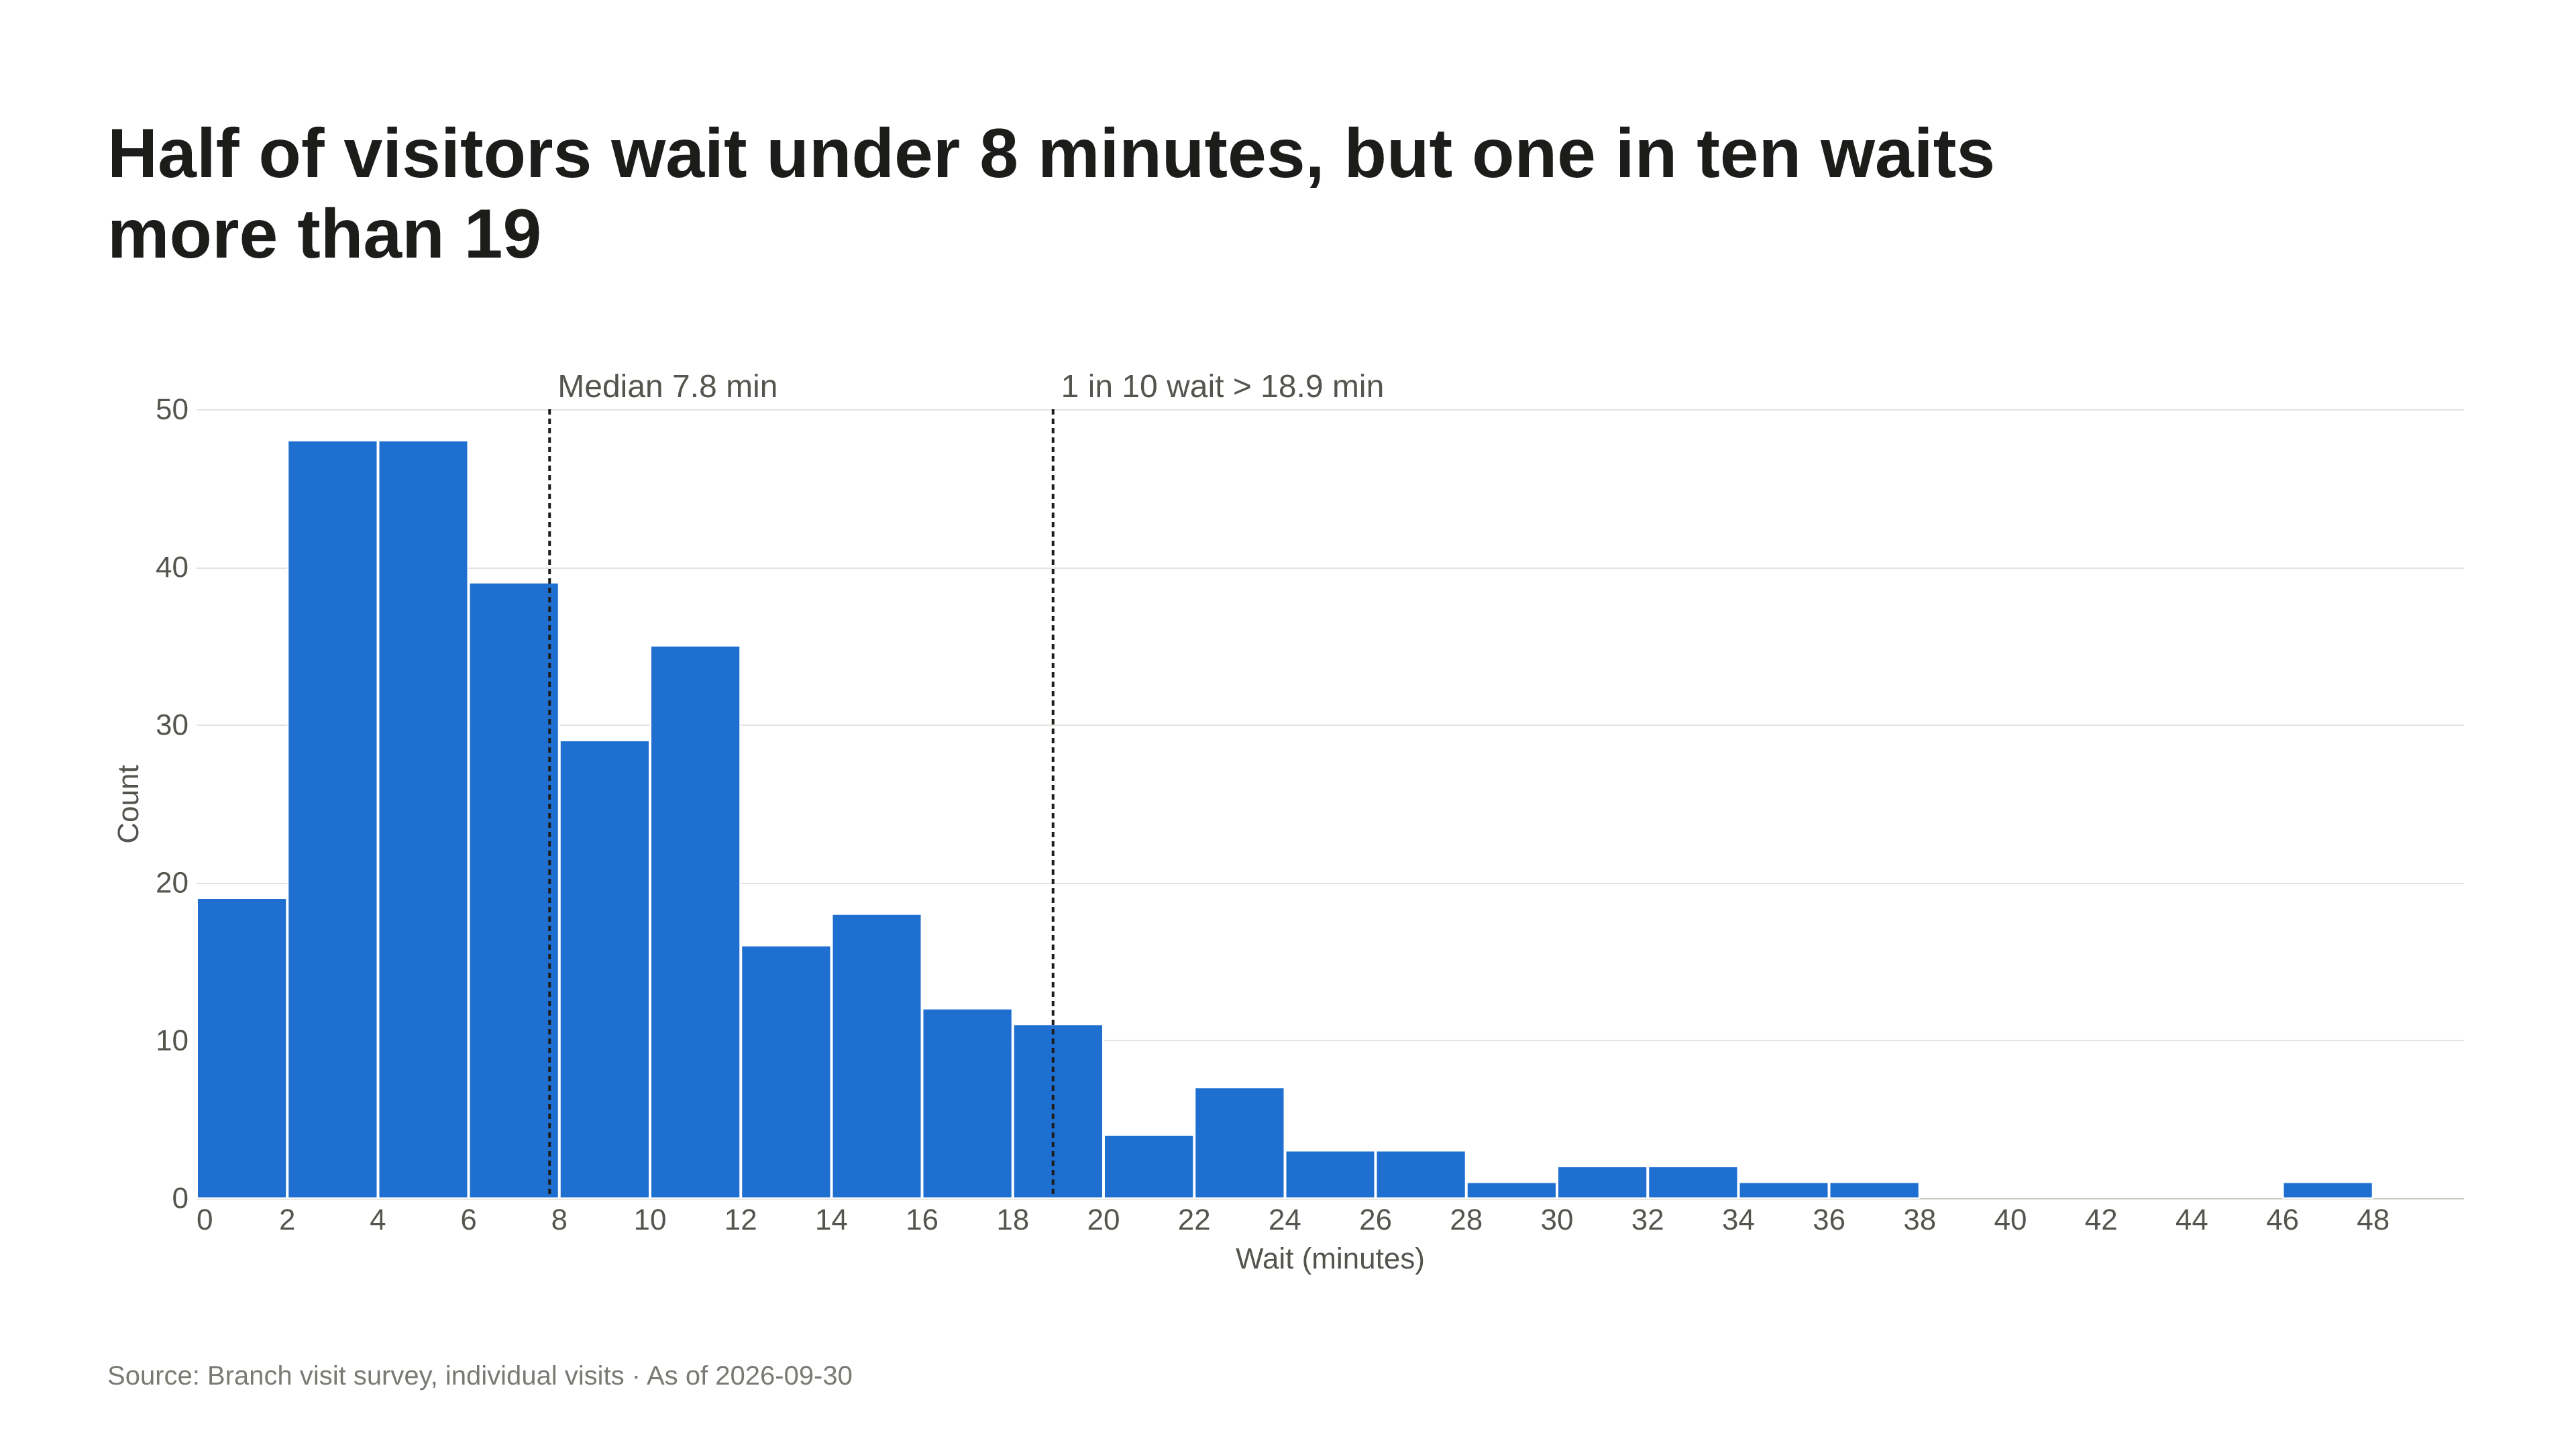 Half of visitors wait under 8 minutes, but one in ten waits
more than 19
Median 7.8 min
1 in 10 wait > 18.9 min
50
40
30
20
10
0
Count
0 2 4 6 8 10 12 14 16 18 20 22 24 26 28 30 32 34 36 38 40 42 44 46 48
Wait (minutes)
Source: Branch visit survey, individual visits · As of 2026-09-30